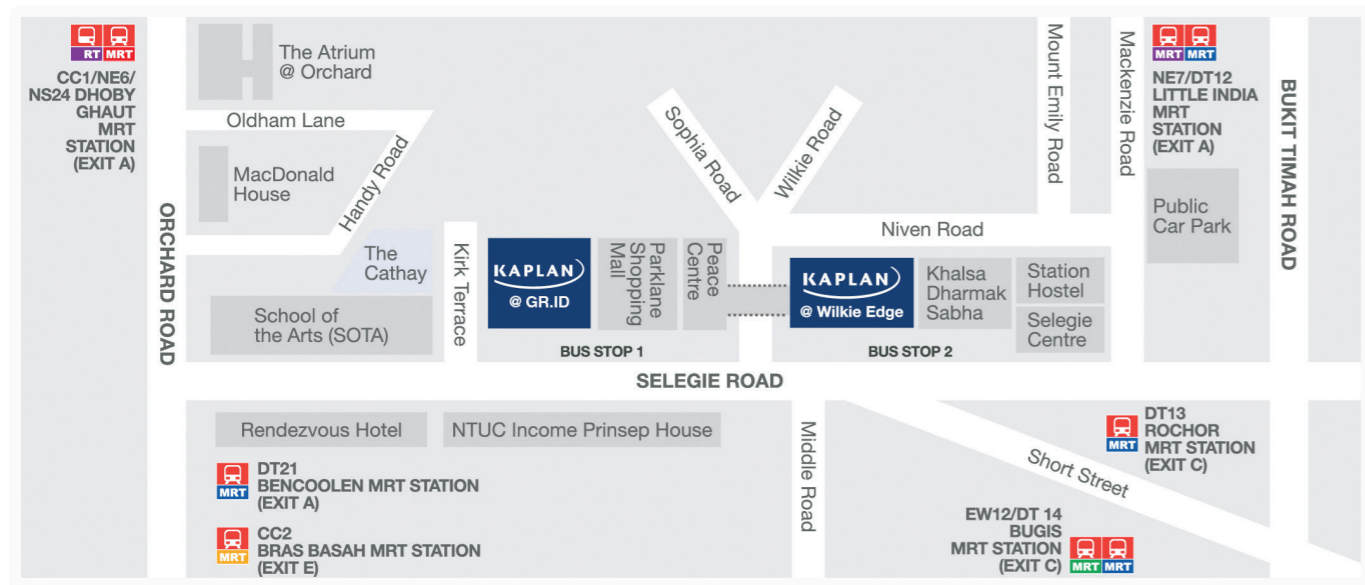 RT MRT
CC1/NE6/
NS24 DHOBY
GHAUT
MRT
STATION
(EXIT A)
The Atrium
@ Orchard
Oldham Lane
MacDonald
House
Handy Road
ORCHARD ROAD
The
Cathay
School of
the Arts (SOTA)
Kirk Terrace
KAPLAN
@ GR.ID
Parklane
Shopping
Mall
Peace
Centre
BUS STOP 1
Sophia Road
Wilkie Road
Niven Road
Mount Emily Road
Mackenzie Road
KAPLAN
@ Wilkie Edge
Khalsa
Dharmak
Sabha
Station
Hostel
Selegie
Centre
BUS STOP 2
MRT MRT
NE7/DT12
LITTLE INDIA
MRT
STATION
(EXIT A)
Public
Car Park
BUKIT TIMAH ROAD
SELEGIE ROAD
Rendezvous Hotel
NTUC Income Prinsep House
MRT
DT21
BENCOOLEN MRT STATION
(EXIT A)
MRT
CC2
BRAS BASAH MRT STATION
(EXIT E)
Middle Road
Short Street
MRT
DT13
ROCHOR
MRT STATION
(EXIT C)
EW12/DT 14
BUGIS
MRT STATION
(EXIT C)
MRT MRT